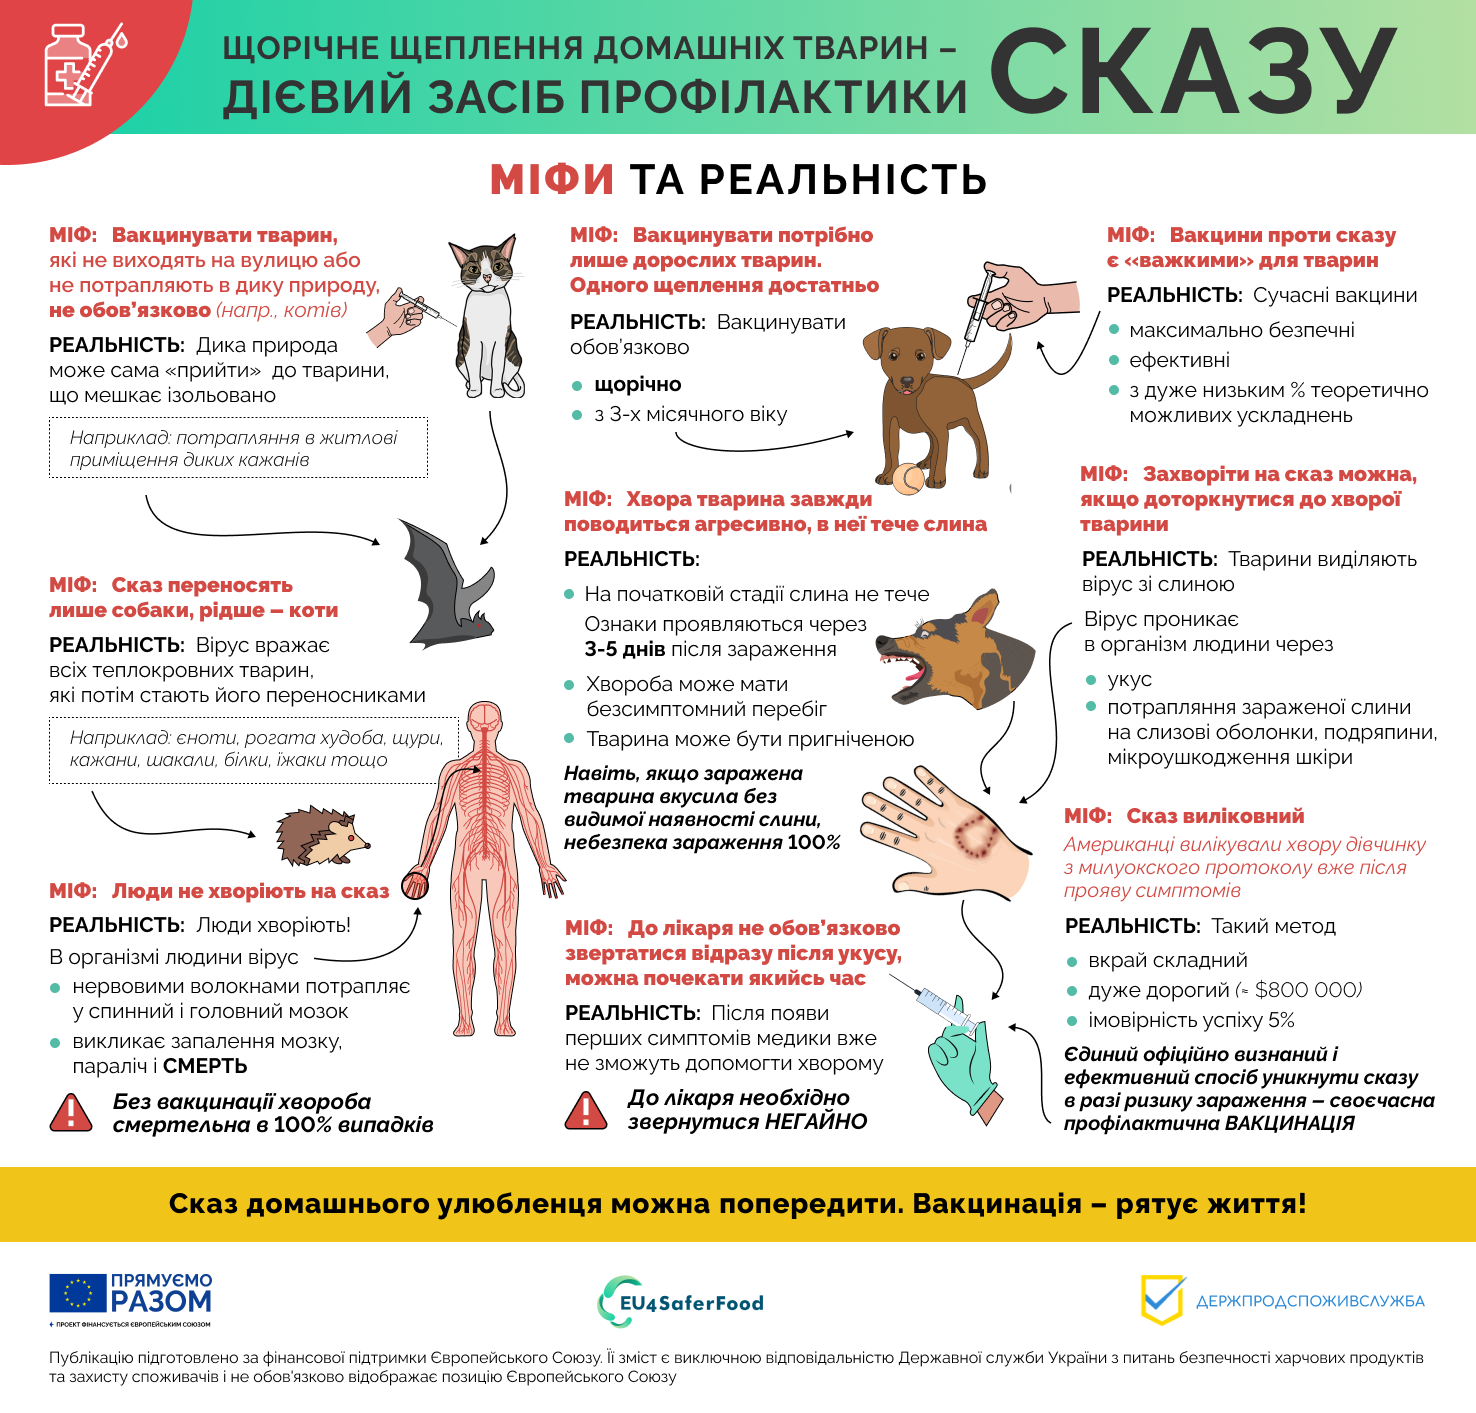 ЩОРІЧНЕ ЩЕПЛЕННЯ ДОМАШНІХ ТВАРИН –
ДІЄВИЙ ЗАСІБ ПРОФІЛАКТИКИ СКАЗУ
МІФИ ТА РЕАЛЬНІСТЬ
МІФ: Вакцинувати тварин,
які не виходять на вулицю або
не потрапляють в дику природу,
не обов’язково (напр., котів)
РЕАЛЬНІСТЬ: Дика природа
може сама «прийти» до тварини,
що мешкає ізольовано
Наприклад: потрапляння в житлові
приміщення диких кажанів
МІФ: Сказ переносять
лише собаки, рідше – коти
РЕАЛЬНІСТЬ: Вірус вражає
всіх теплокровних тварин,
які потім стають його переносниками
Наприклад: єноти, рогата худоба, щури,
кажани, шакали, білки, їжаки тощо
МІФ: Люди не хворіють на сказ
РЕАЛЬНІСТЬ: Люди хворіють!
В організмі людини вірус
нервовими волокнами потрапляє
у спинний і головний мозок
викликає запалення мозку,
параліч і СМЕРТЬ
Без вакцинації хвороба
смертельна в 100% випадків
МІФ: Вакцинувати потрібно
лише дорослих тварин.
Одного щеплення достатньо
РЕАЛЬНІСТЬ: Вакцинувати
обов’язково
щорічно
з 3-х місячного віку
МІФ: Хвора тварина завжди
поводиться агресивно, в неї тече слина
РЕАЛЬНІСТЬ:
На початковій стадії слина не тече
Ознаки проявляються через
3-5 днів після зараження
Хвороба може мати
безсимптомний перебіг
Тварина може бути пригніченою
Навіть, якщо заражена
тварина вкусила без
видимої наявності слини,
небезпека зараження 100%
МІФ: До лікаря не обов’язково
звертатися відразу після укусу,
можна почекати якийсь час
РЕАЛЬНІСТЬ: Після появи
перших симптомів медики вже
не зможуть допомогти хворому
До лікаря необхідно
звернутися НЕГАЙНО
МІФ: Вакцини проти сказу
є «важкими» для тварин
РЕАЛЬНІСТЬ: Сучасні вакцини
максимально безпечні
ефективні
з дуже низьким % теоретично
можливих ускладнень
МІФ: Захворіти на сказ можна,
якщо доторкнутися до хворої
тварини
РЕАЛЬНІСТЬ: Тварини виділяють
вірус зі слиною
Вірус проникає
в організм людини через
укус
потрапляння зараженої слини
на слизові оболонки, подряпини,
мікроушкодження шкіри
МІФ: Сказ виліковний
Американці вилікували хвору дівчинку
з милуокского протоколу вже після
прояву симптомів
РЕАЛЬНІСТЬ: Такий метод
вкрай складний
дуже дорогий (≈ $800 000)
імовірність успіху 5%
Єдиний офіційно визнаний і
ефективний спосіб уникнути сказу
в разі ризику зараження – своєчасна
профілактична ВАКЦИНАЦІЯ
Сказ домашнього улюбленця можна попередити. Вакцинація – рятує життя!
ПРЯМУЄМО
РАЗОМ
ПРОЕКТ ФІНАНСУЄТЬСЯ ЄВРОПЕЙСЬКИМ СОЮЗОМ
EU4SaferFood
ДЕРЖПРОДСПОЖИВСЛУЖБА
Публікацію підготовлено за фінансової підтримки Європейського Союзу. Її зміст є виключною відповідальністю Державної служби України з питань безпечності харчових продуктів
та захисту споживачів і не обов’язково відображає позицію Європейського Союзу